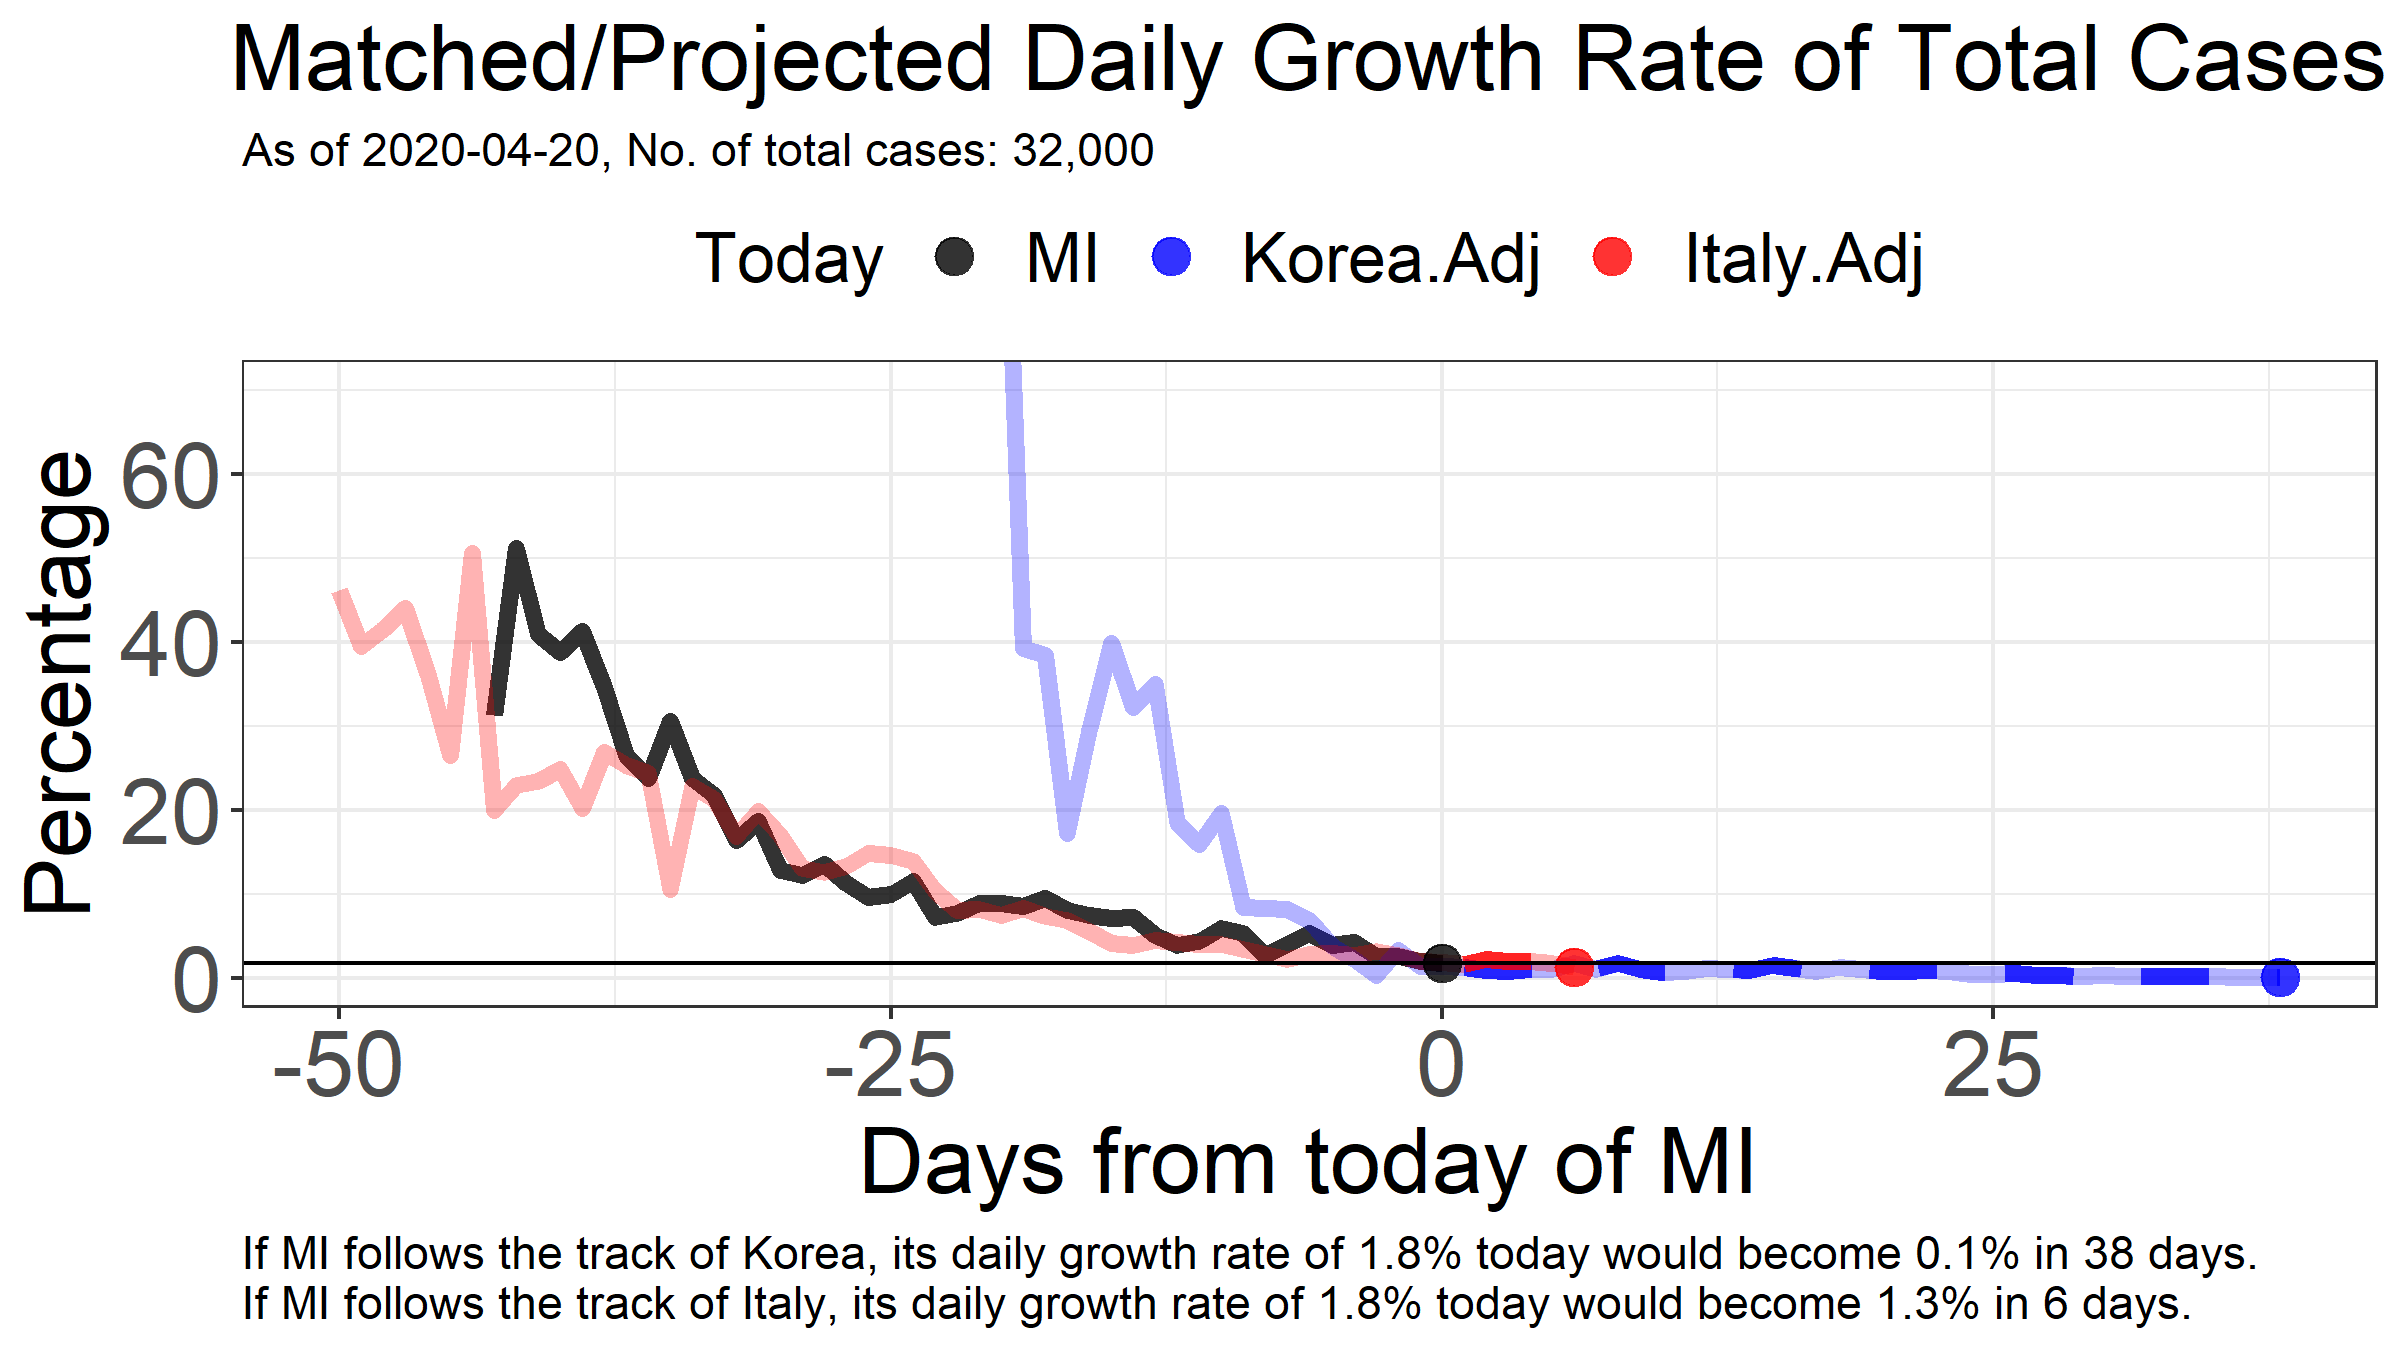 Matched/Projected Daily Growth Rate of Total Cases
As of 2020-04-20, No. of total cases: 32,000
Today MI Korea.Adj Italy.Adj
Percentage
60
40
20
0
-50 -25 0 25
Days from today of MI
If MI follows the track of Korea, its daily growth rate of 1.8% today would become 0.1% in 38 days.
If MI follows the track of Italy, its daily growth rate of 1.8% today would become 1.3% in 6 days.